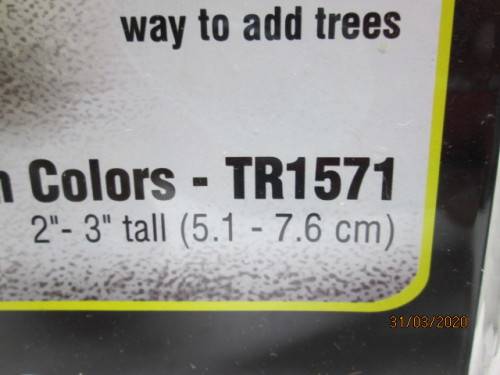 way to add trees
n Colors - TR1571
2"- 3" tall (5.1 - 7.6 cm)
31/03/2020